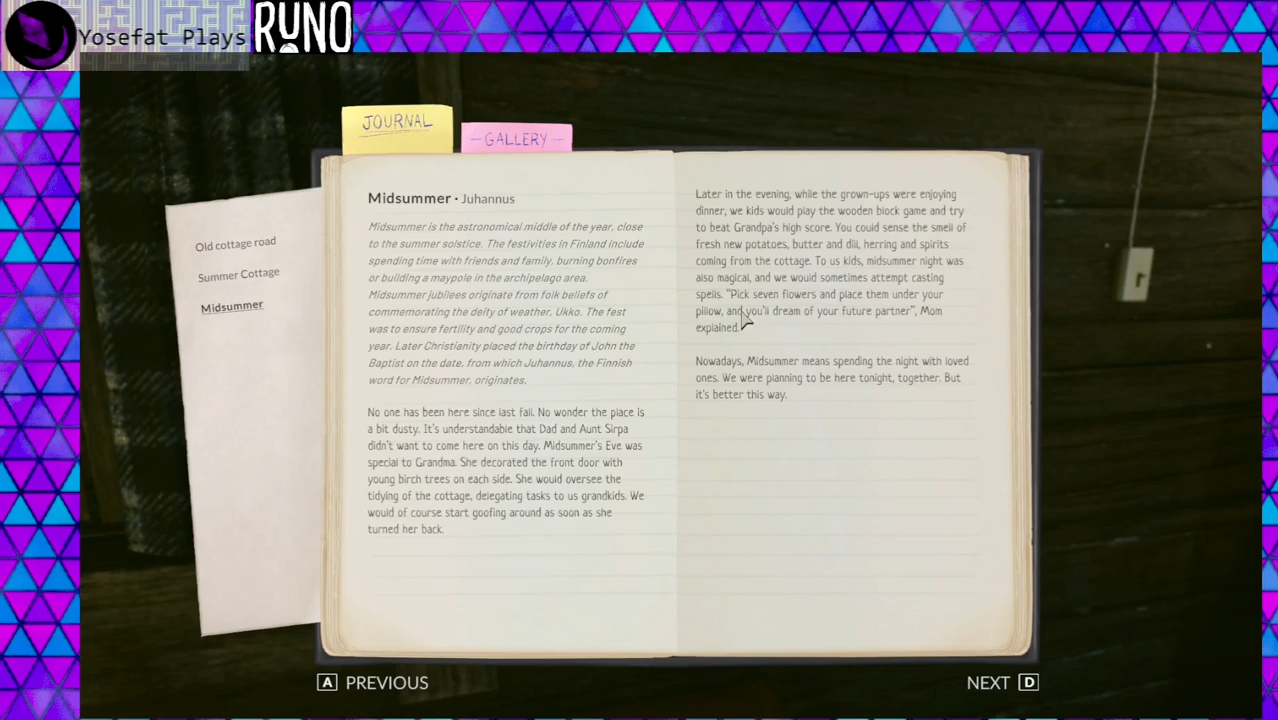 Yosefat Plays
RUNO
JOURNAL
GALLERY
Old cottage road
Summer Cottage
Midsummer
Midsummer · Juhannus
Midsummer is the astronomical middle of the year, close
to the summer solstice. The festivities in Finland include
spending time with friends and family, burning bonfires
or building a maypole in the archipelago area.
Midsummer jubilees originate from folk beliefs of
commemorating the deity of weather, Ukko. The fest
was to ensure fertility and good crops for the coming
year. Later Christianity placed the birthday of John the
Baptist on the date, from which Juhannus, the Finnish
word for Midsummer, originates.
No one has been here since last fall. No wonder the place is
a bit dusty. It's understandable that Dad and Aunt Sirpa
didn't want to come here on this day. Midsummer's Eve was
special to Grandma. She decorated the front door with
young birch trees on each side. She would oversee the
tidying of the cottage, delegating tasks to us grandkids. We
would of course start goofing around as soon as she
turned her back.
Later in the evening, while the grown-ups were enjoying
dinner, we kids would play the wooden block game and try
to beat Grandpa's high score. You could sense the smell of
fresh new potatoes, butter and dill, herring and spirits
coming from the cottage. To us kids, midsummer night was
also magical, and we would sometimes attempt casting
spells. "Pick seven flowers and place them under your
pillow, and you'll dream of your future partner", Mom
explained.
Nowadays, Midsummer means spending the night with loved
ones. We were planning to be here tonight, together. But
it's better this way.
A PREVIOUS
NEXT D